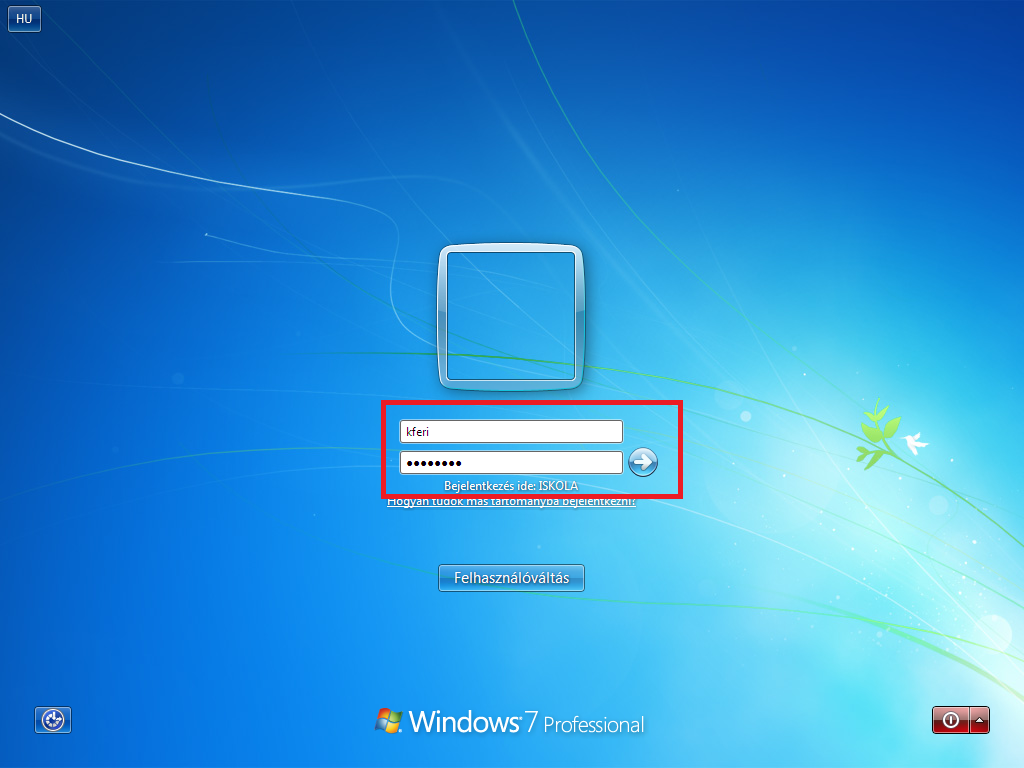 HU
kferi
●●●●●●●●
Bejelentkezés ide: ISKOLA
Hogyan tudok más tartományba bejelentkezni?
Felhasználóváltás
Windows 7 Professional